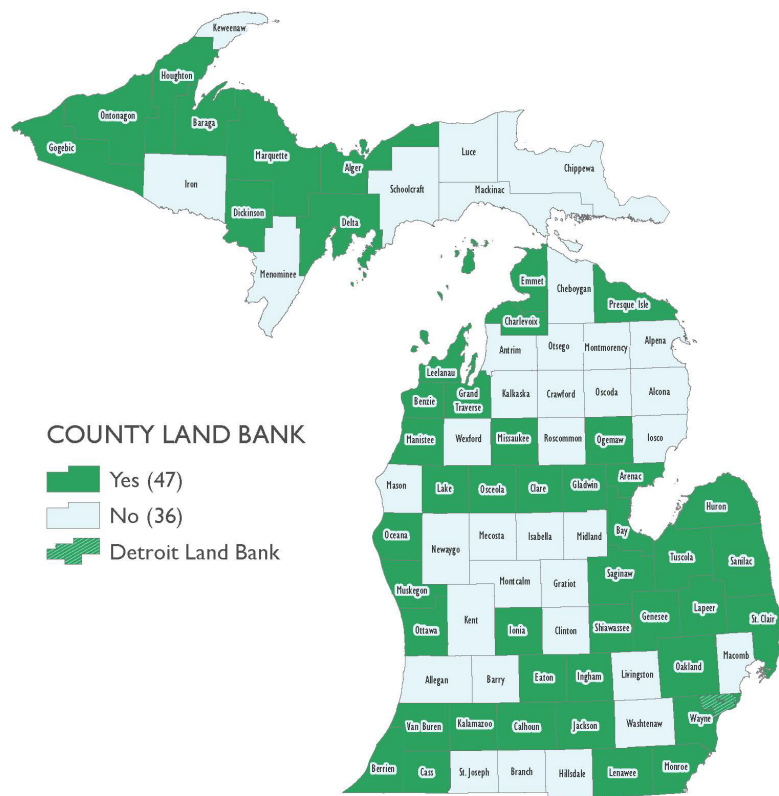 Keweenaw
Houghton
Ontonagon
Baraga
Gogebic
Marquette
Iron
Dickinson
Menominee
Alger
Delta
Schoolcraft
Luce
Mackinac
Chippewa
Emmet
Cheboygan
Presque Isle
Charlevoix
Antrim
Otsego
Montmorency
Alpena
Leelanau
Benzie
Grand
Traverse
Kalkaska
Crawford
Oscoda
Alcona
Manistee
Wexford
Missaukee
Roscommon
Ogemaw
Iosco
COUNTY LAND BANK
Yes (47)
No (36)
Detroit Land Bank
Mason
Lake
Osceola
Clare
Gladwin
Arenac
Oceana
Newaygo
Mecosta
Isabella
Midland
Bay
Huron
Muskegon
Montcalm
Gratiot
Saginaw
Tuscola
Sanilac
Ottawa
Kent
Ionia
Clinton
Shiawassee
Genesee
Lapeer
St. Clair
Allegan
Barry
Eaton
Ingham
Livingston
Oakland
Macomb
Van Buren
Kalamazoo
Calhoun
Jackson
Washtenaw
Wayne
Berrien
Cass
St. Joseph
Branch
Hillsdale
Lenawee
Monroe